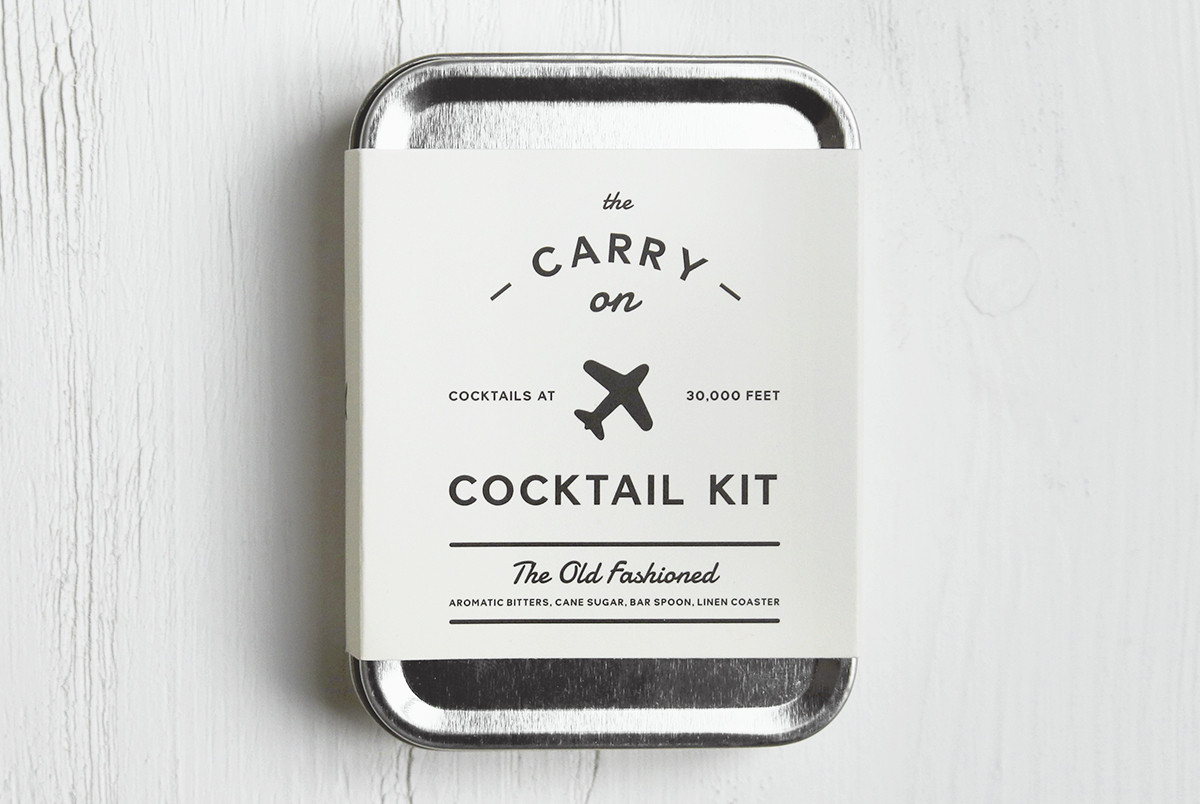 the
CARRY
on
COCKTAILS AT 30,000 FEET
COCKTAIL KIT
The Old Fashioned
AROMATIC BITTERS, CANE SUGAR, BAR SPOON, LINEN COASTER